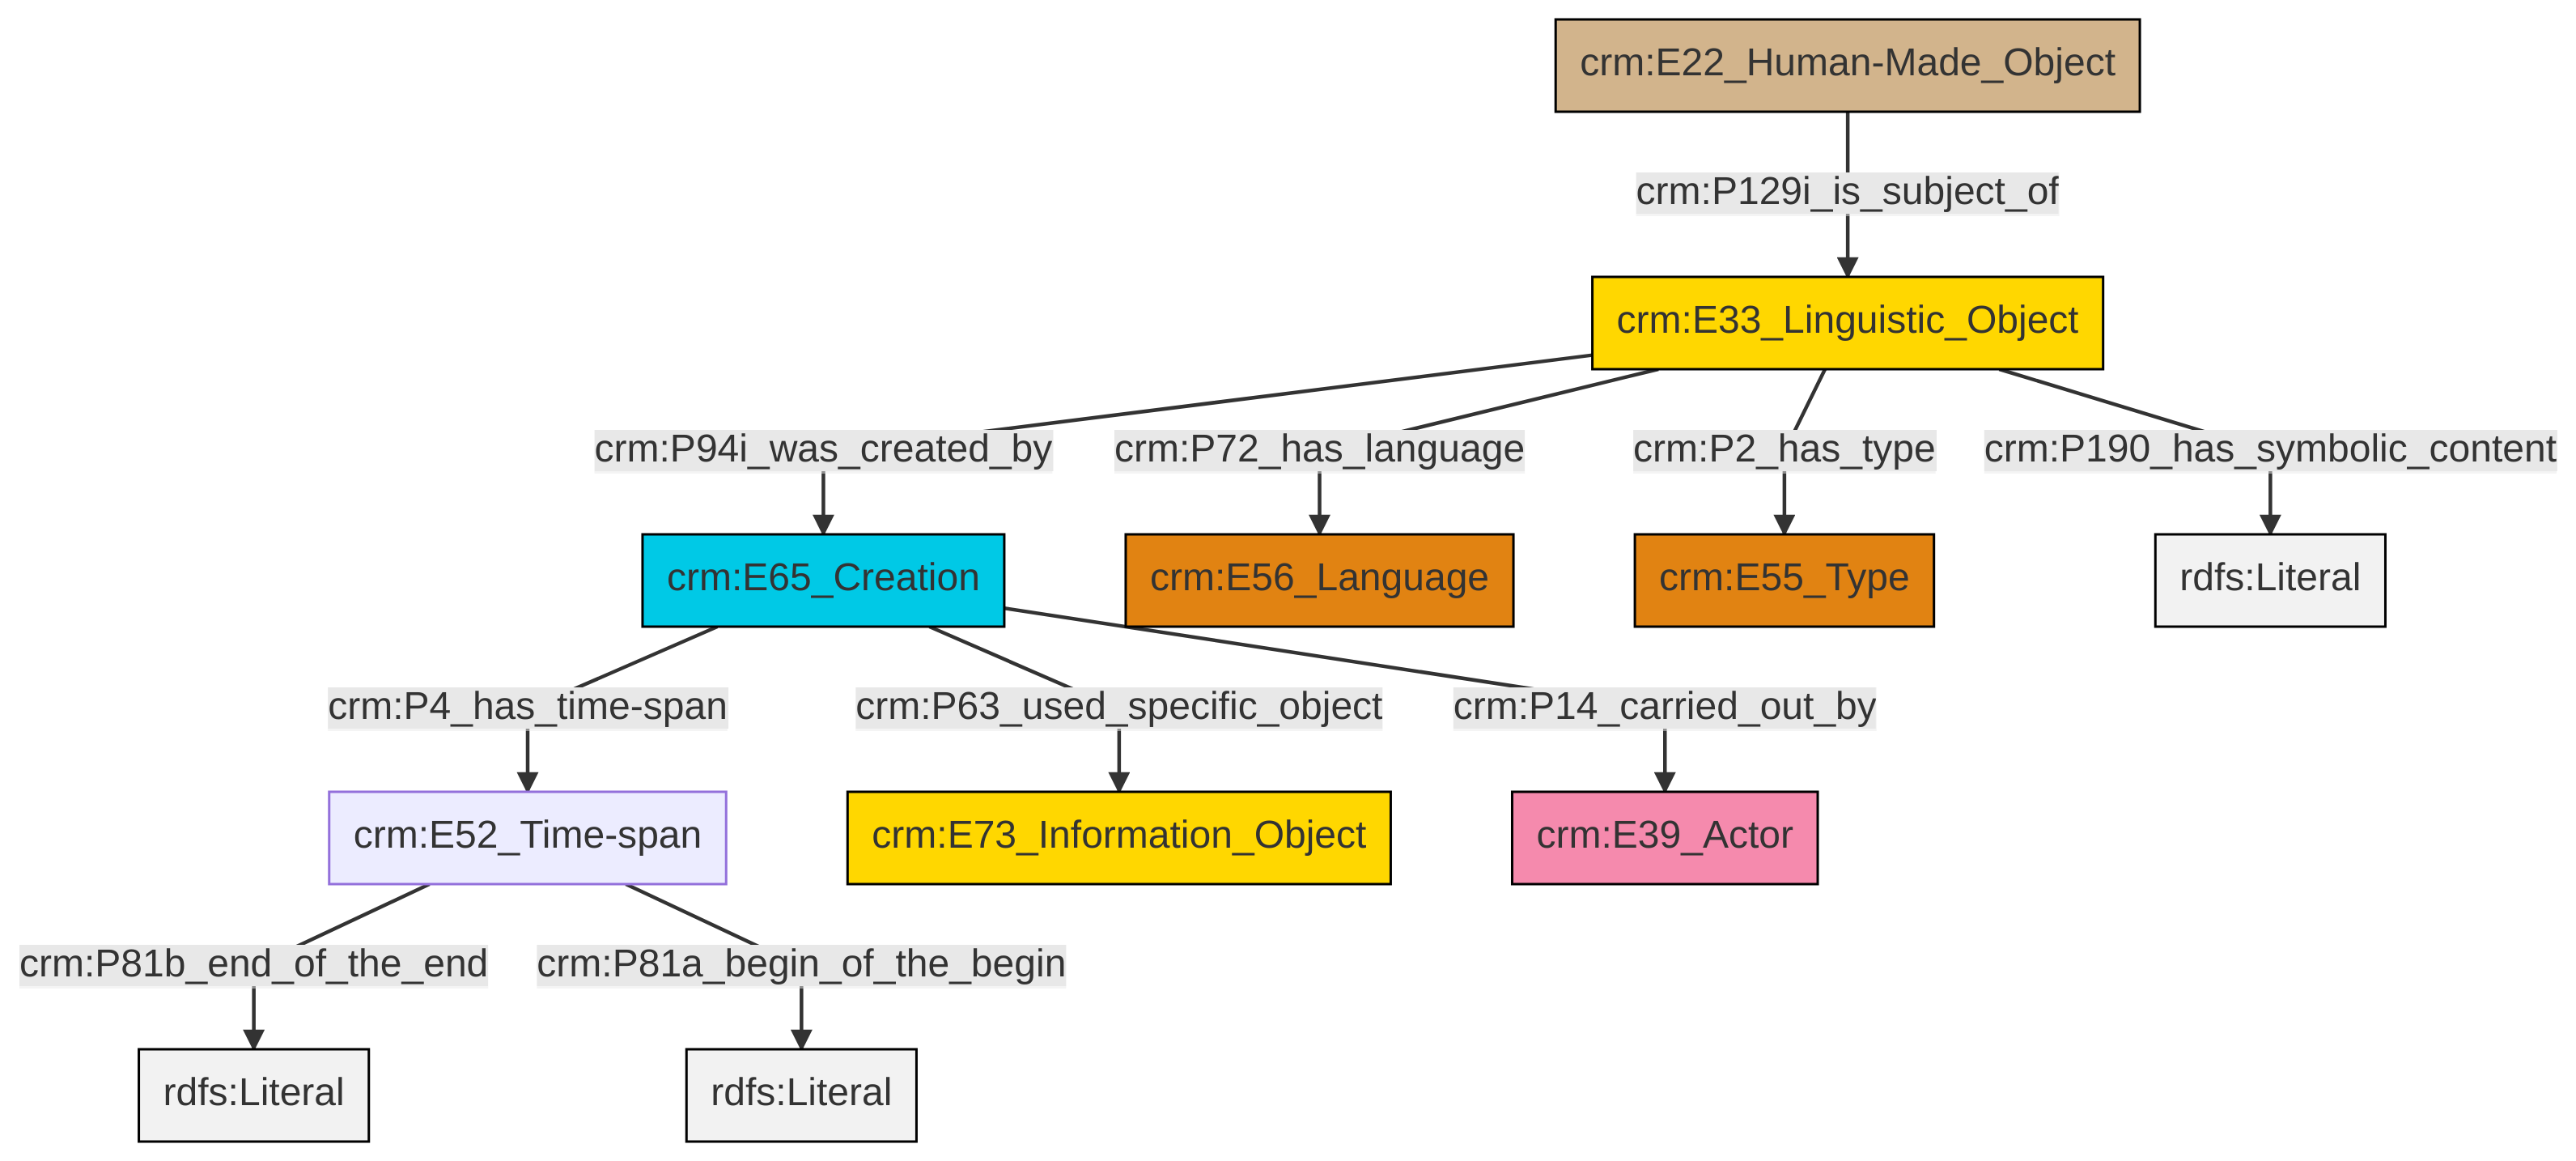 crm:E22_Human-Made_Object
crm:P129i_is_subject_of
crm:E33_Linguistic_Object
crm:P94i_was_created_by
crm:P72_has_language
crm:P2_has_type
crm:P190_has_symbolic_content
crm:E65_Creation
crm:E56_Language
crm:E55_Type
rdfs:Literal
crm:P4_has_time-span
crm:P63_used_specific_object
crm:P14_carried_out_by
crm:E52_Time-span
crm:E73_Information_Object
crm:E39_Actor
crm:P81b_end_of_the_end
crm:P81a_begin_of_the_begin
rdfs:Literal
rdfs:Literal